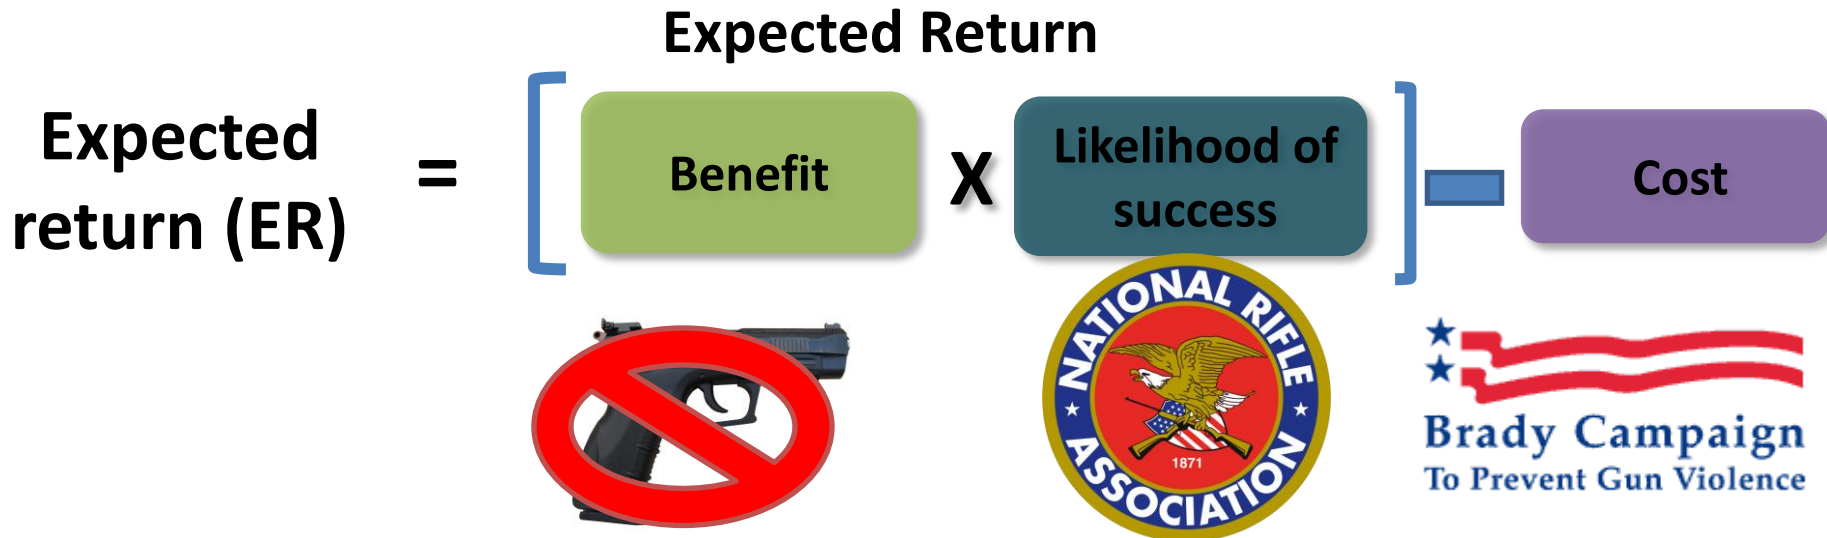 Expected Return
Expected
return (ER)
=
Benefit
X
Likelihood of
success
Cost
NATIONAL RIFLE
ASSOCIATION
1871
Brady Campaign
To Prevent Gun Violence